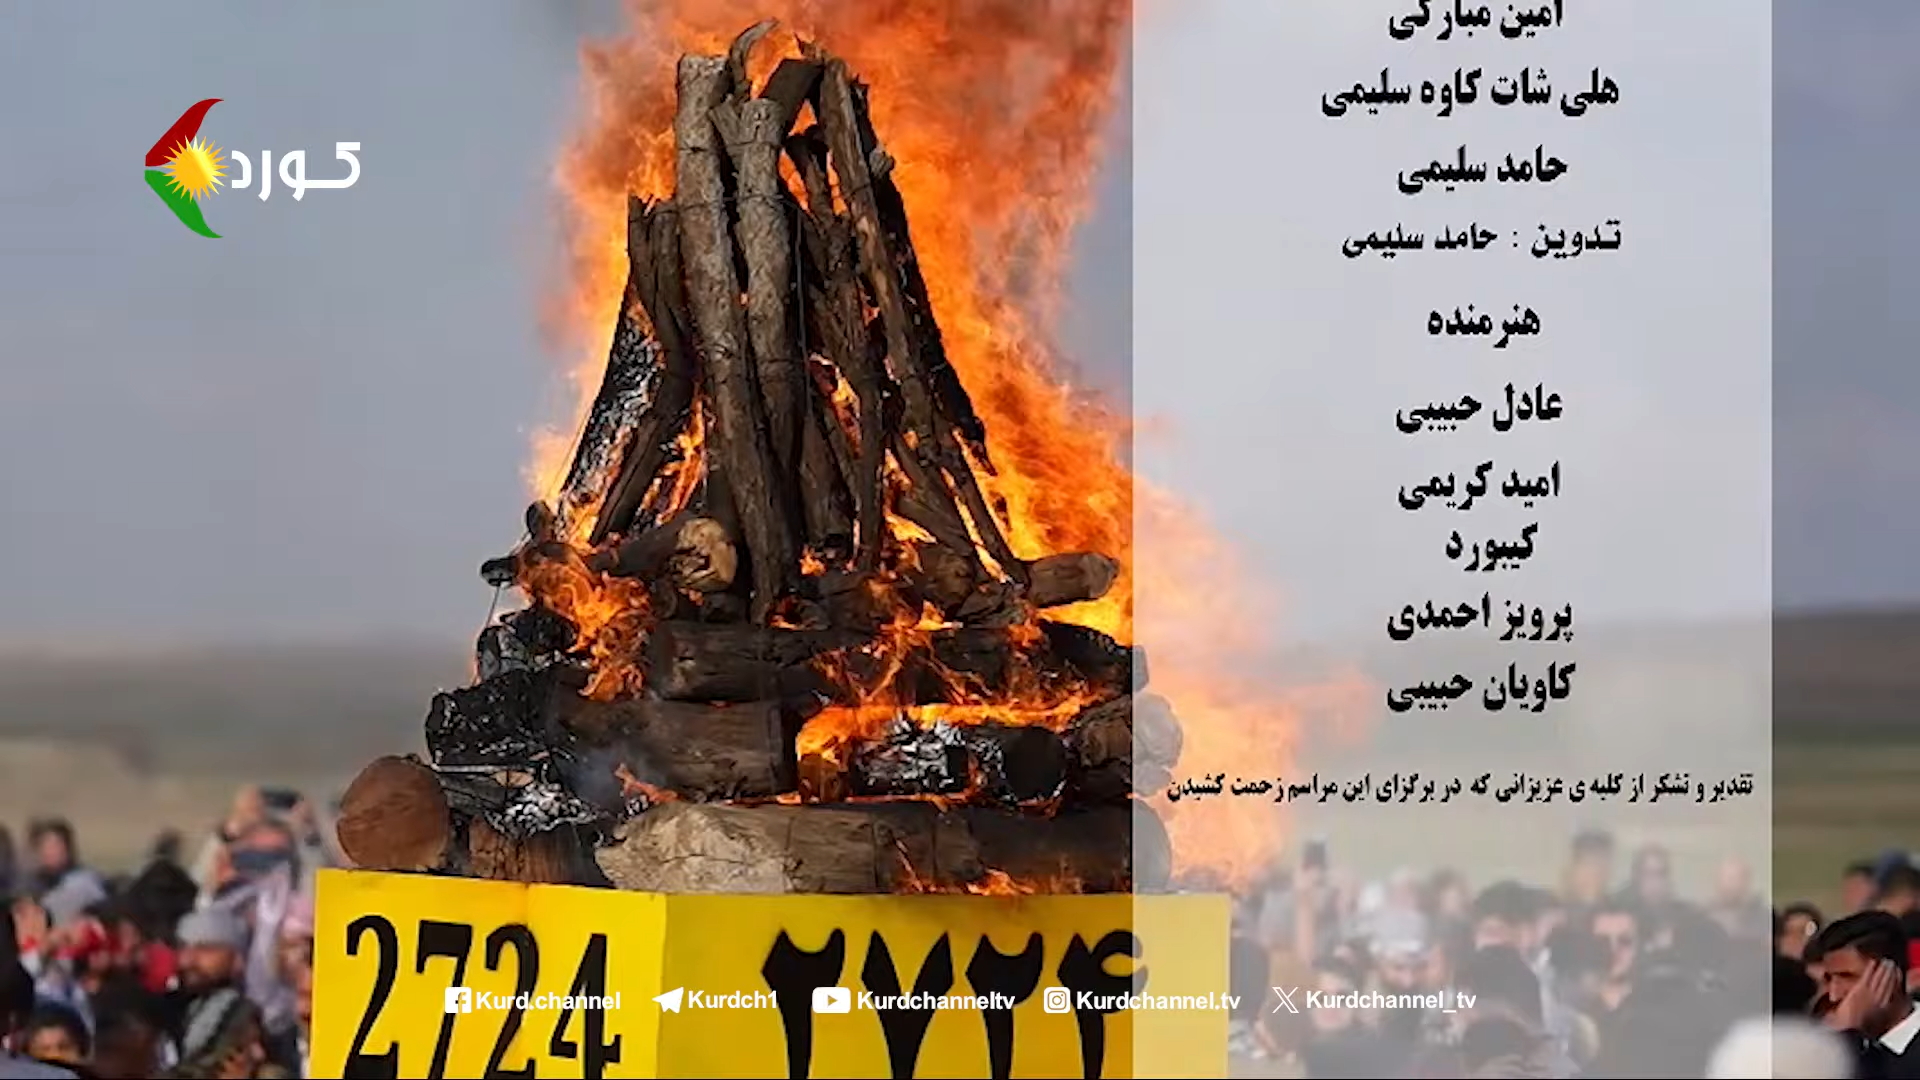 کورد
امین مبارکی
هلی شات کاوه سلیمی
حامد سلیمی
تدوین : حامد سلیمی
هنرمنده
عادل حبیبی
امید کریمی
کیبورد
پرویز احمدی
کاویان حبیبی
تقدیر و تشکر از کلیه ی عزیزانی که در برگزای این مراسم زحمت کشیدن
2724 ۲۷۲۴
Kurd.channel Kurdch1 Kurdchanneltv Kurdchannel.tv Kurdchannel_tv